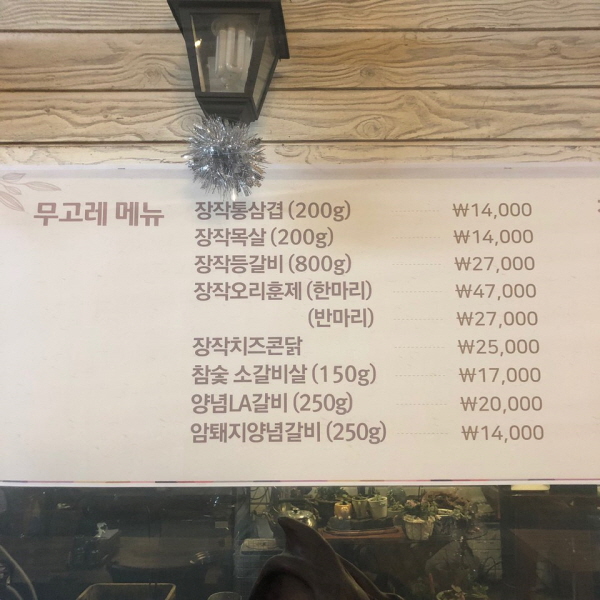 무고레 메뉴
장작통삼겹 (200g) ₩14,000
장작목살 (200g) ₩14,000
장작등갈비 (800g) ₩27,000
장작오리훈제 (한마리) ₩47,000
(반마리) ₩27,000
장작치즈콘닭 ₩25,000
참숯 소갈비살 (150g) ₩17,000
양념LA갈비 (250g) ₩20,000
암퇘지양념갈비 (250g) ₩14,000